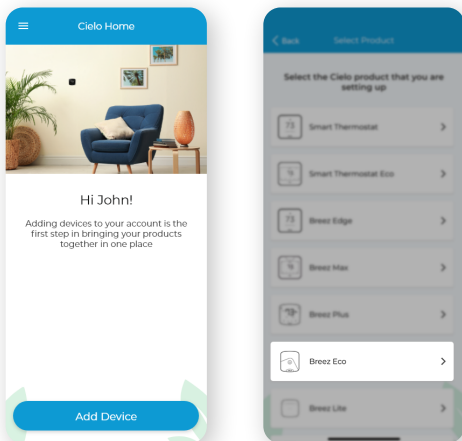 Cielo Home
Hi John!
Adding devices to your account is the
first step in bringing your products
together in one place
Add Device
Back
Select Product
Select the Cielo product that you are
setting up
Smart Thermostat
Smart Thermostat Eco
Breez Edge
Breez Max
Breez Plus
Breez Eco
Breez Lite